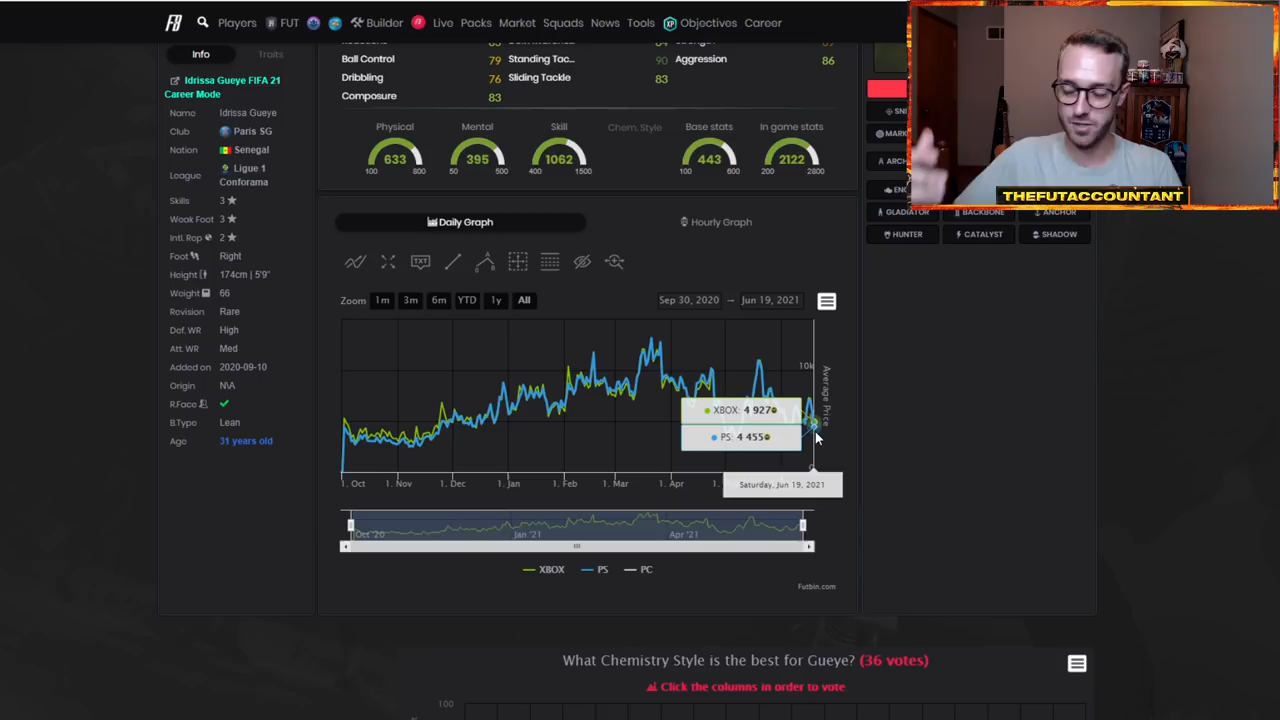 Players FUT Builder Live Packs Market Squads News Tools XP Objectives Career
Info Traits
Idrissa Gueye FIFA 21
Career Mode
Name Idrissa Gueye
Club Paris SG
Nation Senegal
League Ligue 1
Conforama
Skills 3
Weak Foot 3
Intl. Rep 2
Foot Right
Height 174cm | 5'9"
Weight 66
Revision Rare
Def. WR High
Att. WR Med
Added on 2020-09-10
Origin N\A
R.Face
B.Type Lean
Age 31 years old
Ball Control 79 Standing Tac... 90 Aggression 86
Dribbling 76 Sliding Tackle 83
Composure 83
Physical Mental Skill Chem. Style Base stats In game stats
633 395 1062 443 2122
100 800 50 500 400 1500 100 600 200 2800
Daily Graph Hourly Graph
TXT
Zoom 1m 3m 6m YTD 1y All Sep 30, 2020 → Jun 19, 2021
10k
Average Price
XBOX: 4 927
PS: 4 455
0
1. Oct 1. Nov 1. Dec 1. Jan 1. Feb 1. Mar 1. Apr
Saturday, Jun 19, 2021
Oct '20 Jan '21 Apr '21
XBOX PS PC
Futbin.com
What Chemistry Style is the best for Gueye? (36 votes)
Click the columns in order to vote
100
THEFUTACCOUNTANT
GLADIATOR BACKBONE ANCHOR
HUNTER CATALYST SHADOW